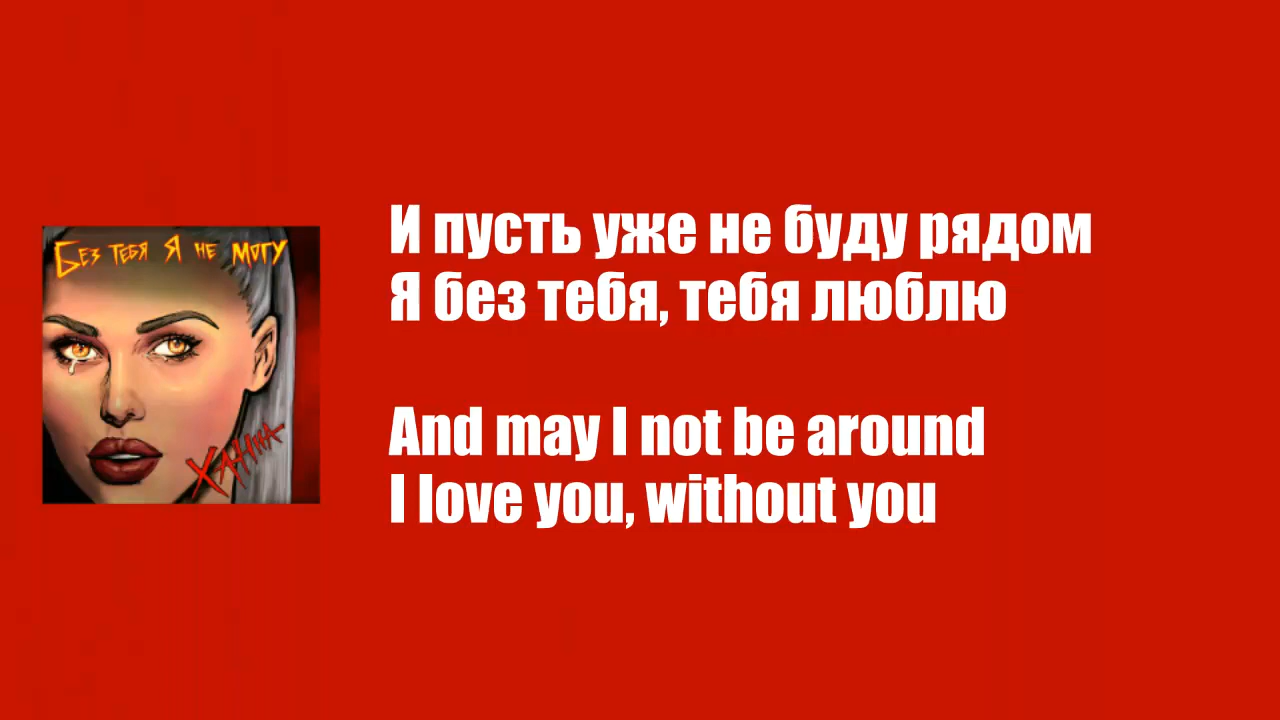 Без тебя я не могу
Ханна
И пусть уже не буду рядом
Я без тебя, тебя люблю
And may I not be around
I love you, without you